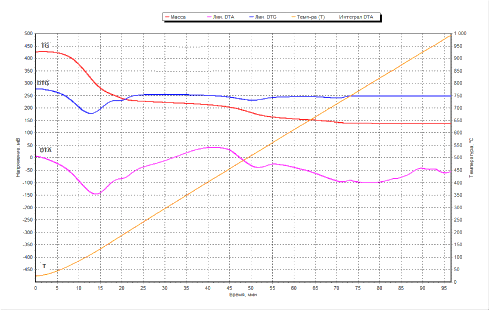 Масса Лин. DTA Лин. DTG Темп-ра (T) Интеграл DTA
500 1 000
450 950
400 900
350 850
300 800
250 750
200 700
150 650
100 600
50 550
0 500
-50 450
-100 400
-150 350
-200 300
-250 250
-300 200
-350 150
-400 100
-450 50
0
TG
DTG
DTA
T
Напряжение, мВ
Температура, °C
0 5 10 15 20 25 30 35 40 45 50 55 60 65 70 75 80 85 90 95
Время, мин